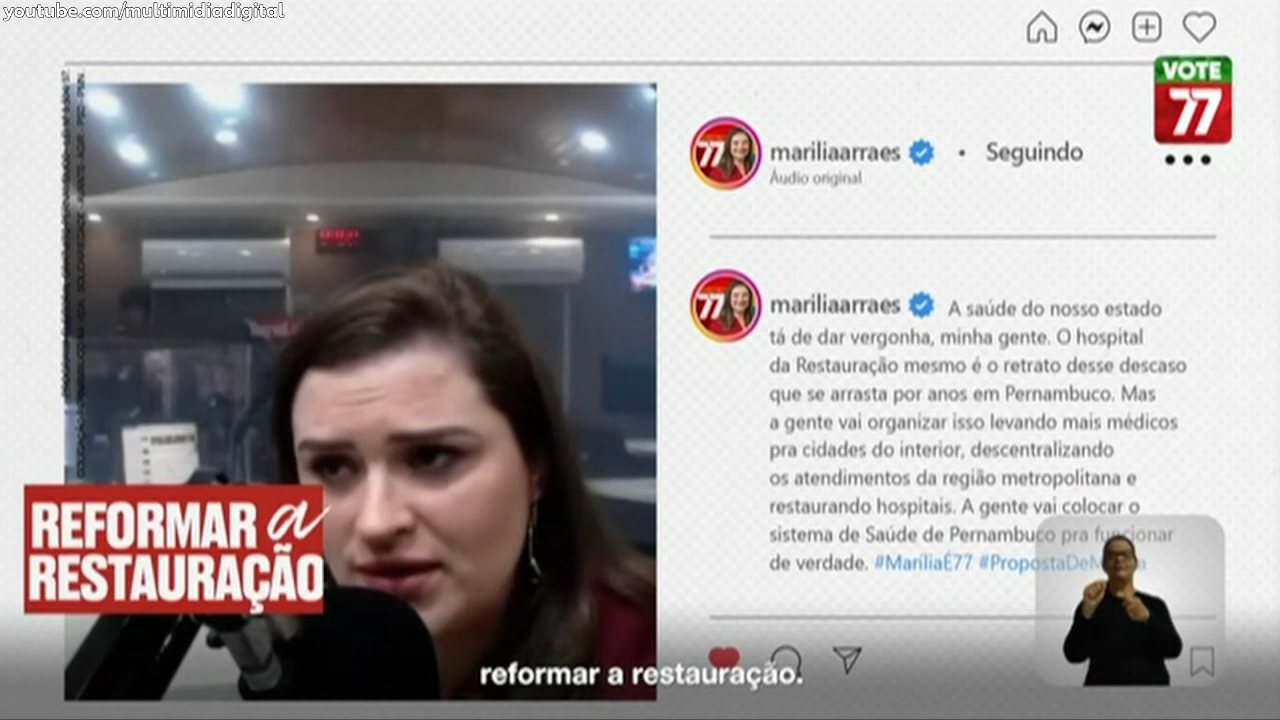 youtube.com/multimidiadigital
VOTE
77
77
mariliaarraes • Seguindo
Áudio original
77
mariliaarraes A saúde do nosso estado
tá de dar vergonha, minha gente. O hospital
da Restauração mesmo é o retrato desse descaso
que se arrasta por anos em Pernambuco. Mas
a gente vai organizar isso levando mais médicos
pra cidades do interior, descentralizando
os atendimentos da região metropolitana e
restaurando hospitais. A gente vai colocar o
sistema de Saúde de Pernambuco pra funcionar
de verdade. #MaríliaÉ77
REFORMAR a
RESTAURAÇÃO
reformar a restauração.